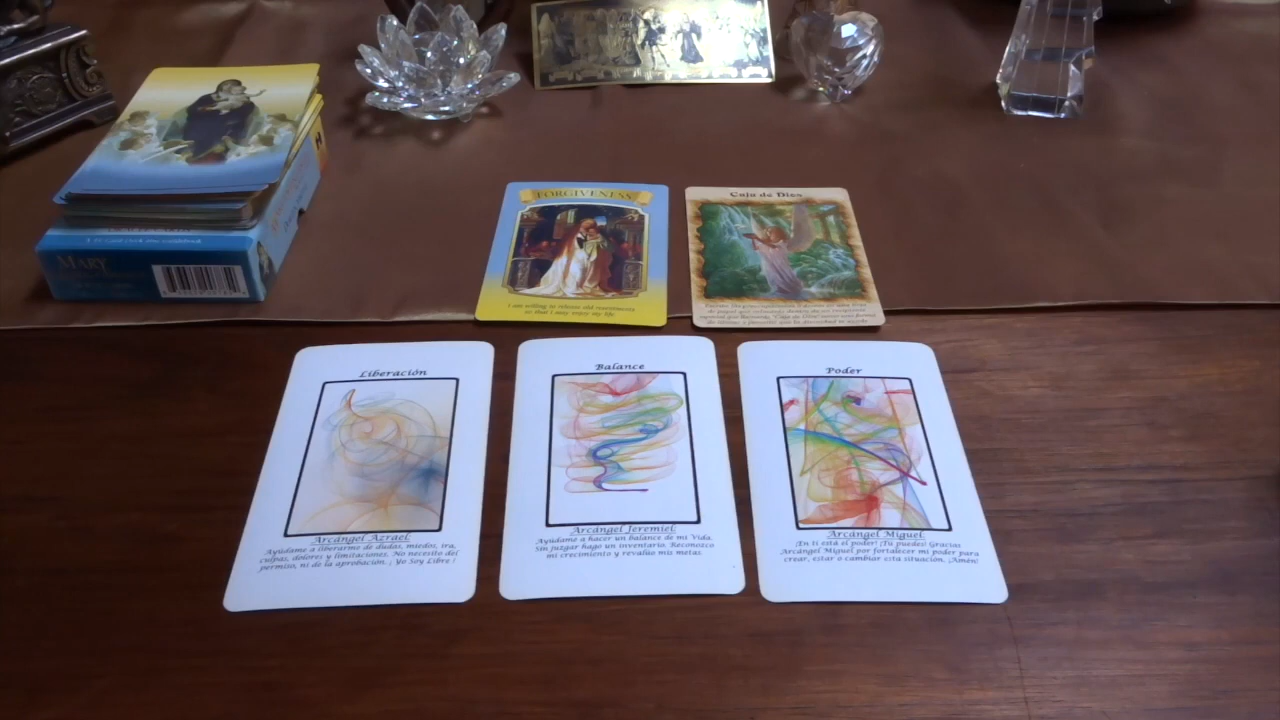 MARY
FORGIVENESS
I am willing to release old resentments
so that I may enjoy my life
Caja de Dios
Liberación
Arcángel Azrael:
Ayúdame a liberarme de dudas, miedos, ira,
culpas, dolores y limitaciones. No necesito del
permiso, ni de la aprobación. ¡ Yo Soy Libre !
Balance
Arcángel Jeremiel:
Ayúdame a hacer un balance de mi Vida.
Sin juzgar hago un inventario. Reconozco
mi crecimiento y revalúo mis metas.
Poder
Arcángel Miguel:
¡En ti está el poder! ¡Tu puedes! Gracias
Arcángel Miguel por fortalecer mi poder para
crear, estar o cambiar esta situación. ¡Amén!